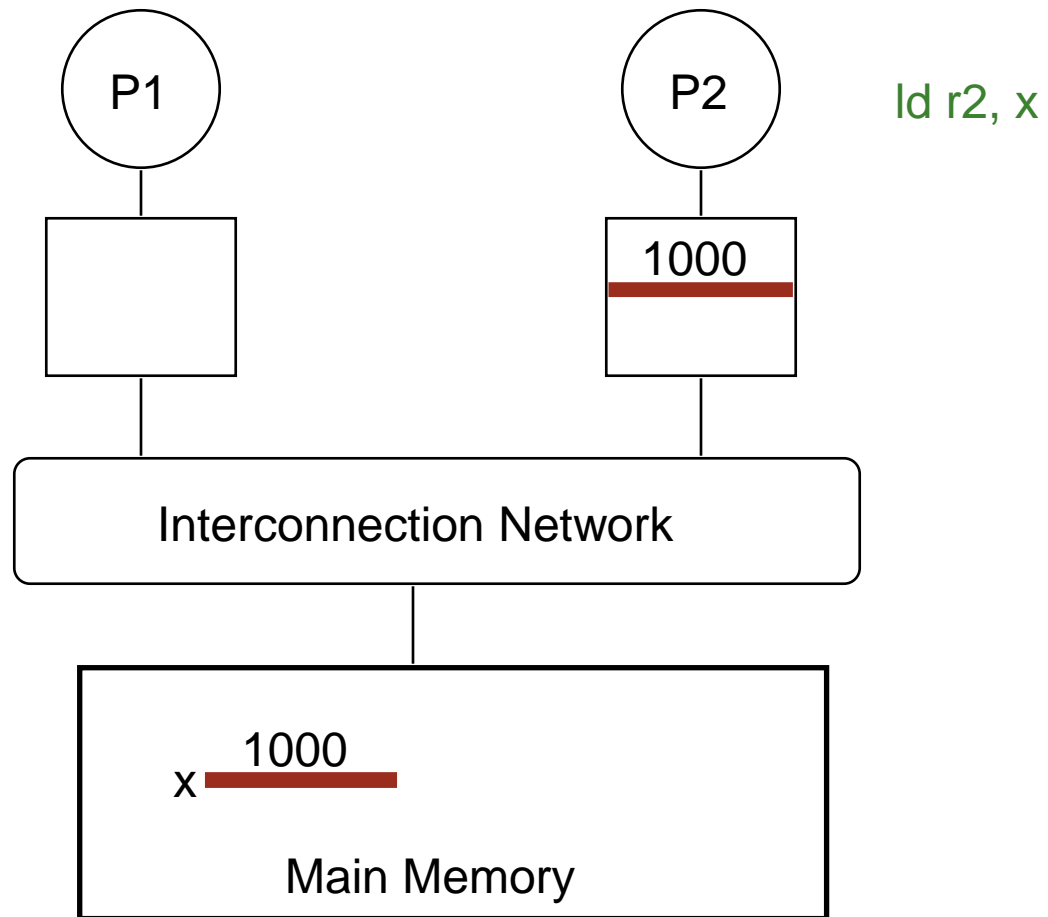 P1
P2
ld r2, x
1000
Interconnection Network
1000
x
Main Memory